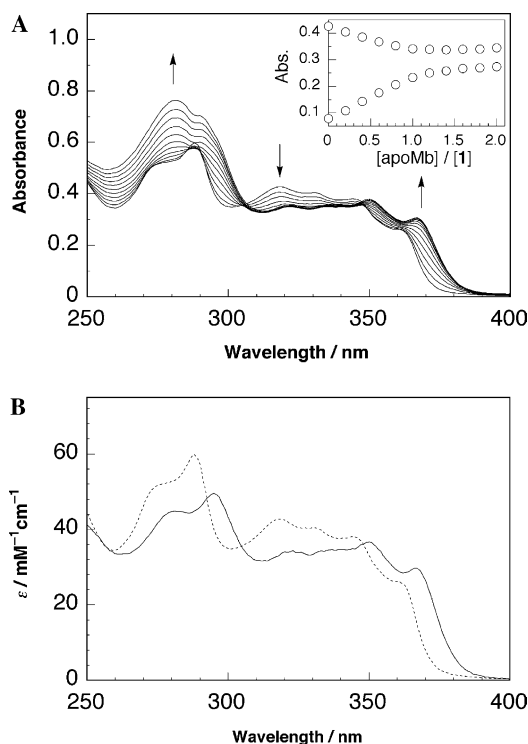 A
1.0
0.8
0.6
0.4
0.2
0
Absorbance
250 300 350 400
Wavelength / nm
0.4
0.3
0.2
0.1
Abs.
0 0.5 1.0 1.5 2.0
[apoMb] / [1]
B
60
40
20
0
ε / mM⁻¹cm⁻¹
250 300 350 400
Wavelength / nm